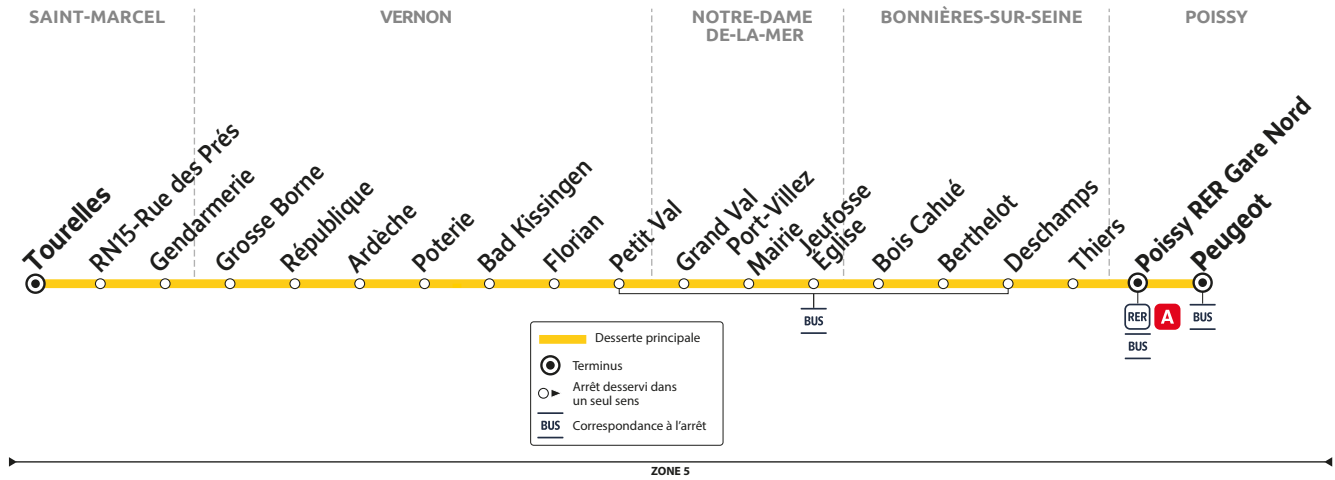 SAINT-MARCEL
VERNON
NOTRE-DAME
DE-LA-MER
BONNIÈRES-SUR-SEINE
POISSY
Tourelles
RN15-Rue des Prés
Gendarmerie
Grosse Borne
République
Ardèche
Poterie
Bad Kissingen
Florian
Petit Val
Grand Val
Port-Villez
Mairie
Jeufosse
Église
Bois Cahué
Berthelot
Deschamps
Thiers
Poissy RER Gare Nord
Peugeot
BUS
RER A
BUS
BUS
Desserte principale
Terminus
Arrêt desservi dans
un seul sens
BUS Correspondance à l'arrêt
ZONE 5